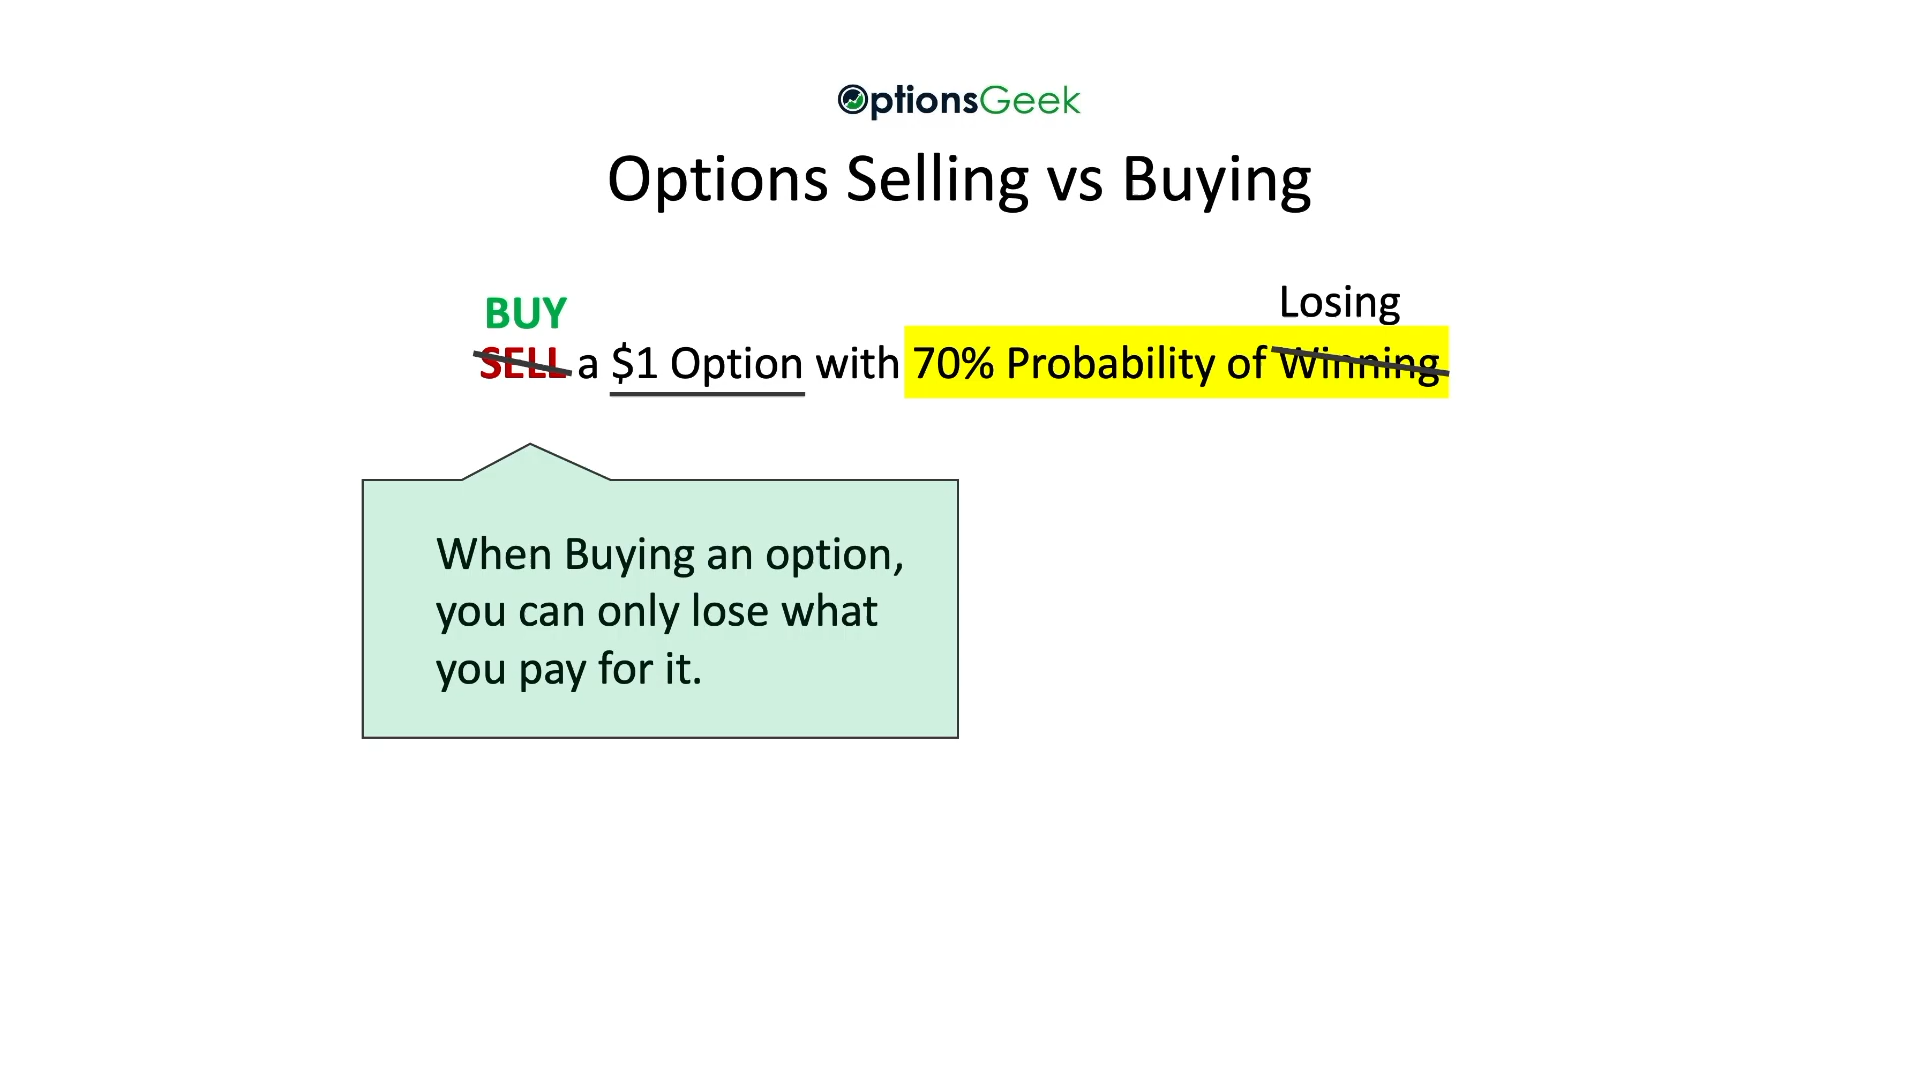 OptionsGeek
Options Selling vs Buying
BUY
Losing
SELL a $1 Option with 70% Probability of Winning
When Buying an option,
you can only lose what
you pay for it.